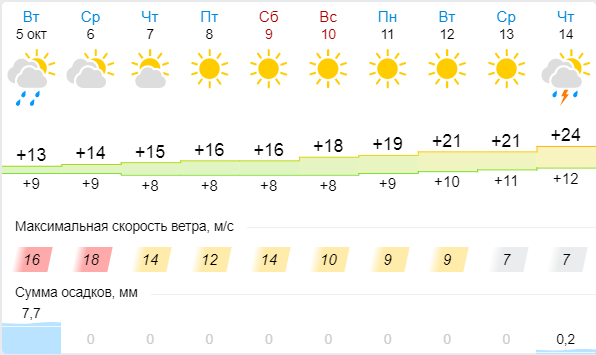 Вт Ср Чт Пт Сб Вс Пн Вт Ср Чт
5 окт 6 7 8 9 10 11 12 13 14
+13 +14 +15 +16 +16 +18 +19 +21 +21 +24
+9 +9 +8 +8 +8 +8 +9 +10 +11 +12
Максимальная скорость ветра, м/с
16 18 14 12 14 10 9 9 7 7
Сумма осадков, мм
7,7 0 0 0 0 0 0 0 0 0,2